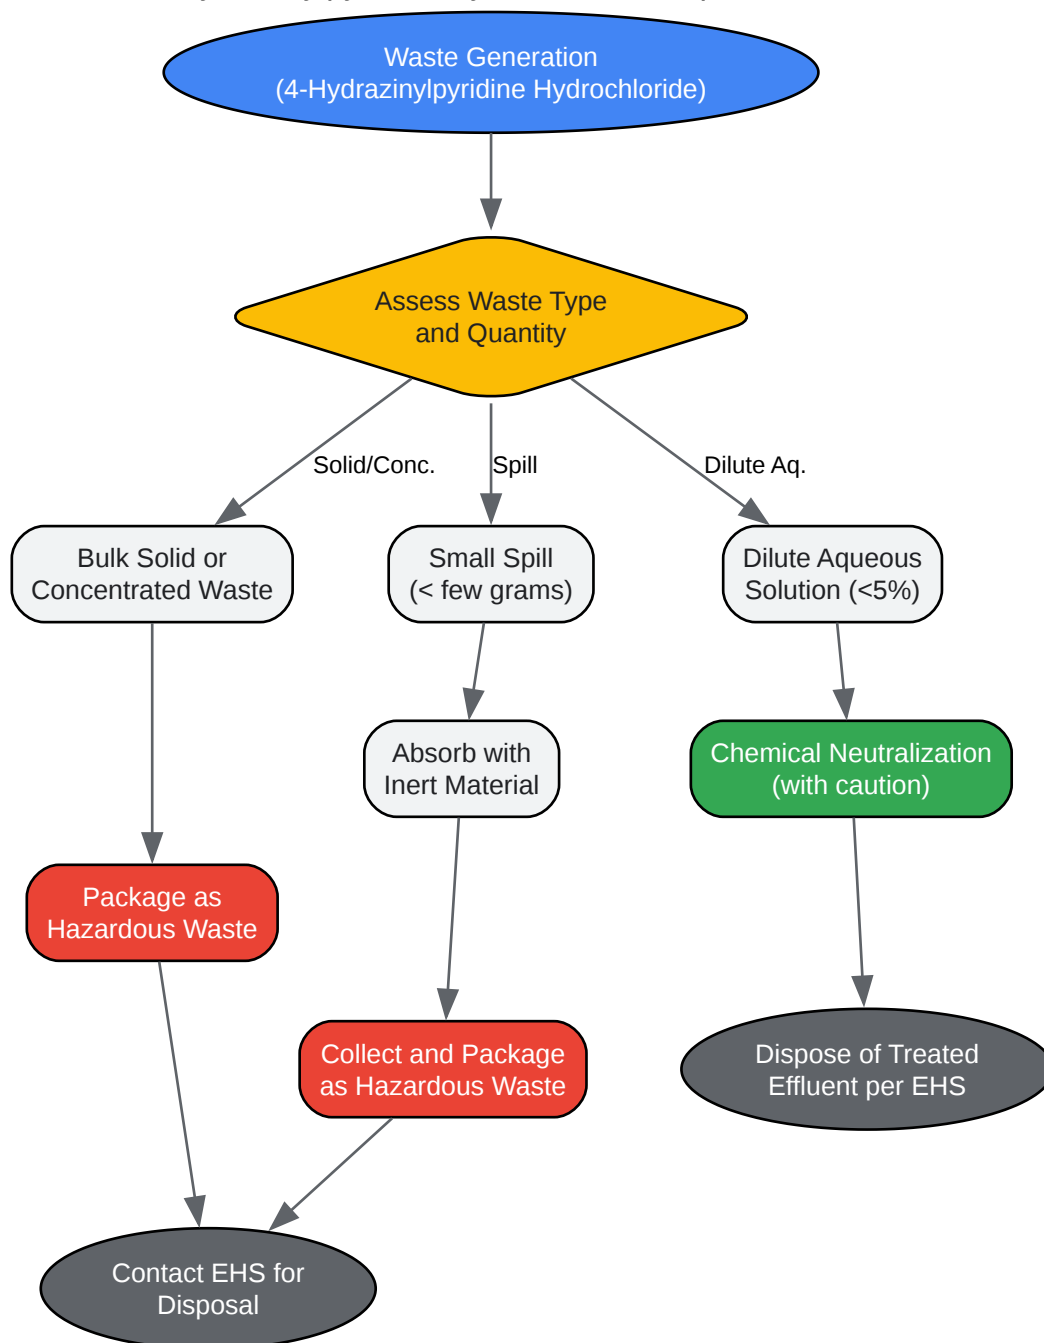 Waste Generation
(4-Hydrazinylpyridine Hydrochloride)
Assess Waste Type
and Quantity
Solid/Conc.
Spill
Dilute Aq.
Bulk Solid or
Concentrated Waste
Small Spill
(< few grams)
Dilute Aqueous
Solution (<5%)
Absorb with
Inert Material
Chemical Neutralization
(with caution)
Package as
Hazardous Waste
Collect and Package
as Hazardous Waste
Dispose of Treated
Effluent per EHS
Contact EHS for
Disposal